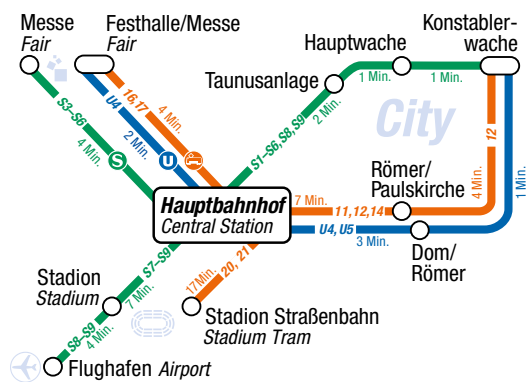 Messe
Fair
Festhalle/Messe
Fair
Hauptwache
Konstabler-
wache
Taunusanlage
1 Min.
1 Min.
2 Min.
S1–S6, S8, S9
City
S3–S6
4 Min.
S
U4
2 Min.
U
16,17
4 Min.
12
4 Min.
1 Min.
Römer/
Paulskirche
Hauptbahnhof
Central Station
7 Min.
11,12,14
U4, U5
3 Min.
Dom/
Römer
S7–S9
7 Min.
20, 21
17Min.
Stadion
Stadium
Stadion Straßenbahn
Stadium Tram
S8–S9
4 Min.
Flughafen Airport